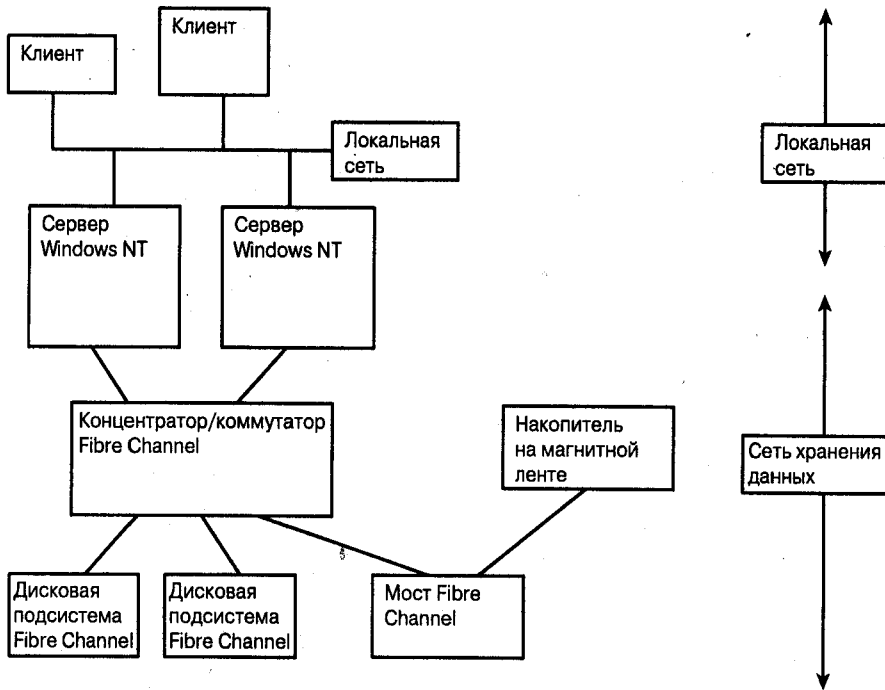 Клиент
Клиент
Локальная
сеть
Локальная
сеть
Сервер
Windows NT
Сервер
Windows NT
Концентратор/коммутатор
Fibre Channel
Накопитель
на магнитной
ленте
Сеть хранения
данных
Дисковая
подсистема
Fibre Channel
Дисковая
подсистема
Fibre Channel
Мост Fibre
Channel